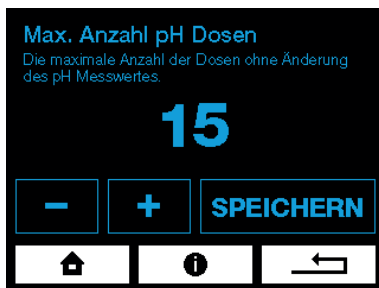 Max. Anzahl pH Dosen
Die maximale Anzahl der Dosen ohne Änderung
des pH Messwertes.
15
- + SPEICHERN